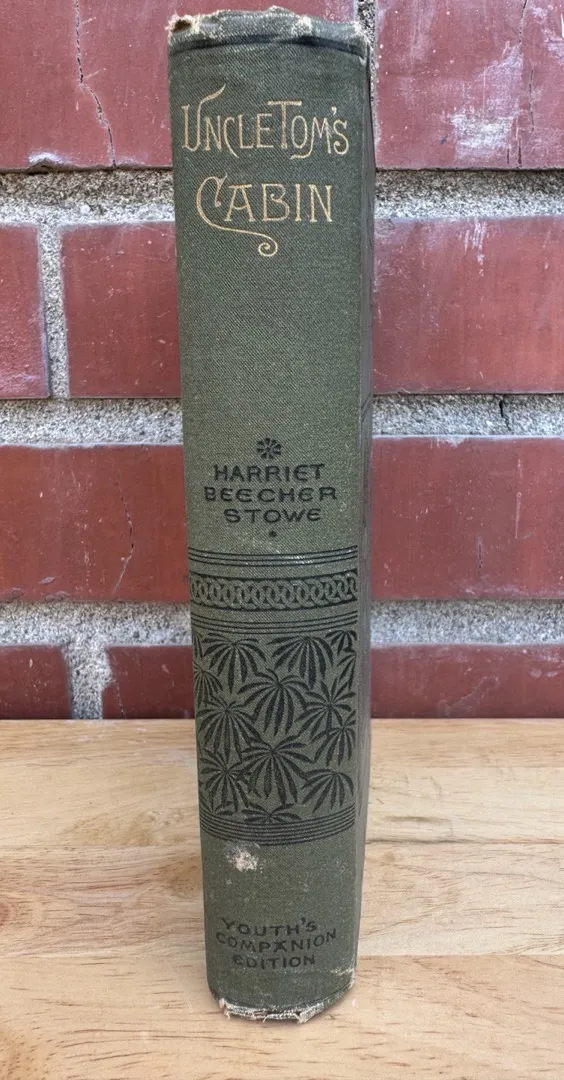 UNCLE TOM'S
CABIN
HARRIET
BEECHER
STOWE
YOUTH'S
COMPANION
EDITION